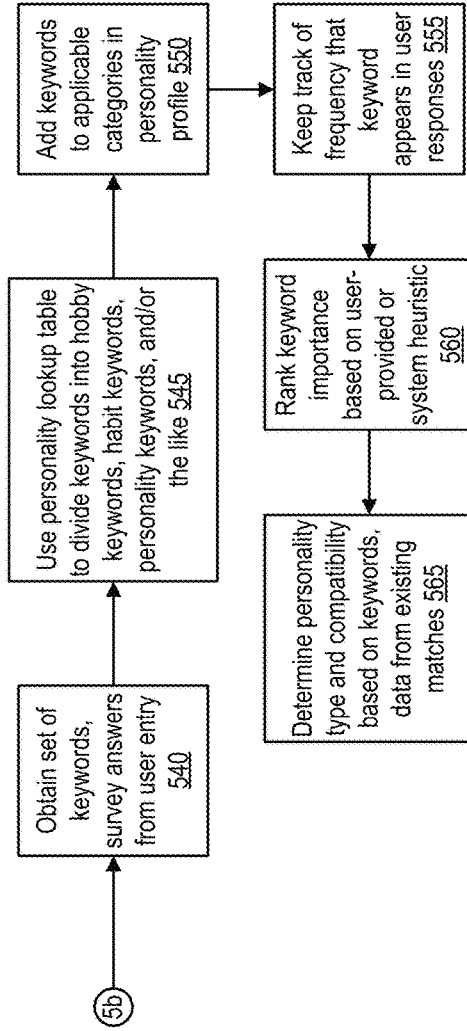 5b
Obtain set of
keywords,
survey answers
from user entry
540
Use personality lookup table
to divide keywords into hobby
keywords, habit keywords,
personality keywords, and/or
the like 545
Add keywords
to applicable
categories in
personality
profile 550
Keep track of
frequency that
keyword
appears in user
responses 555
Rank keyword
importance
based on user-
provided or
system heuristic
560
Determine personality
type and compatibility
based on keywords,
data from existing
matches 565